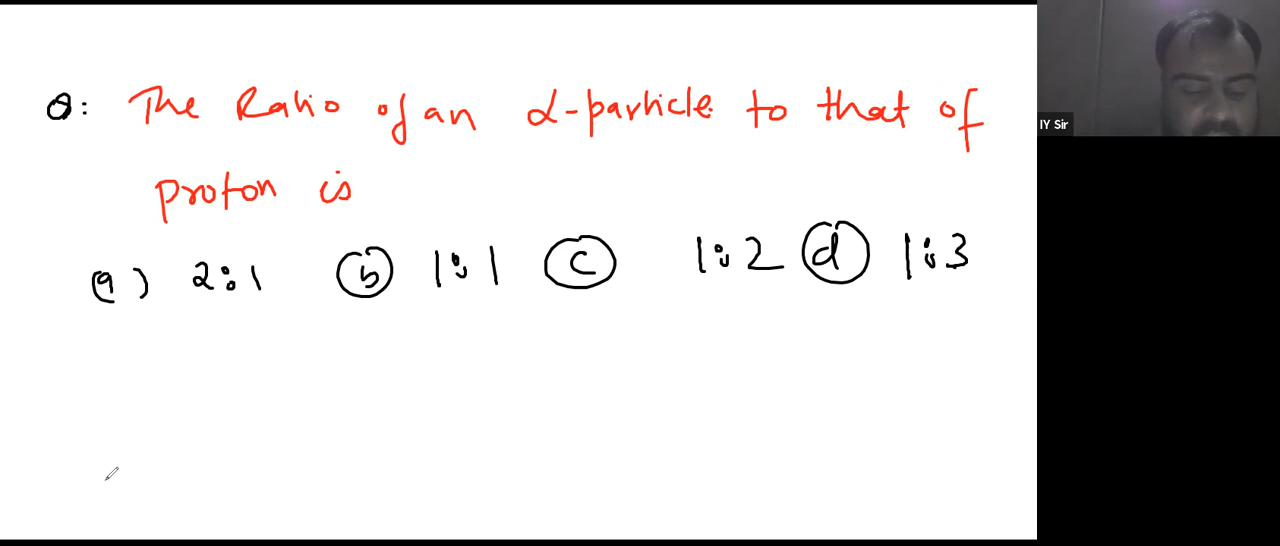 Q: The Ratio of an α-particle to that of
proton is
(a) 2:1 (b) 1:1 (c) 1:2 (d) 1:3
IY Sir